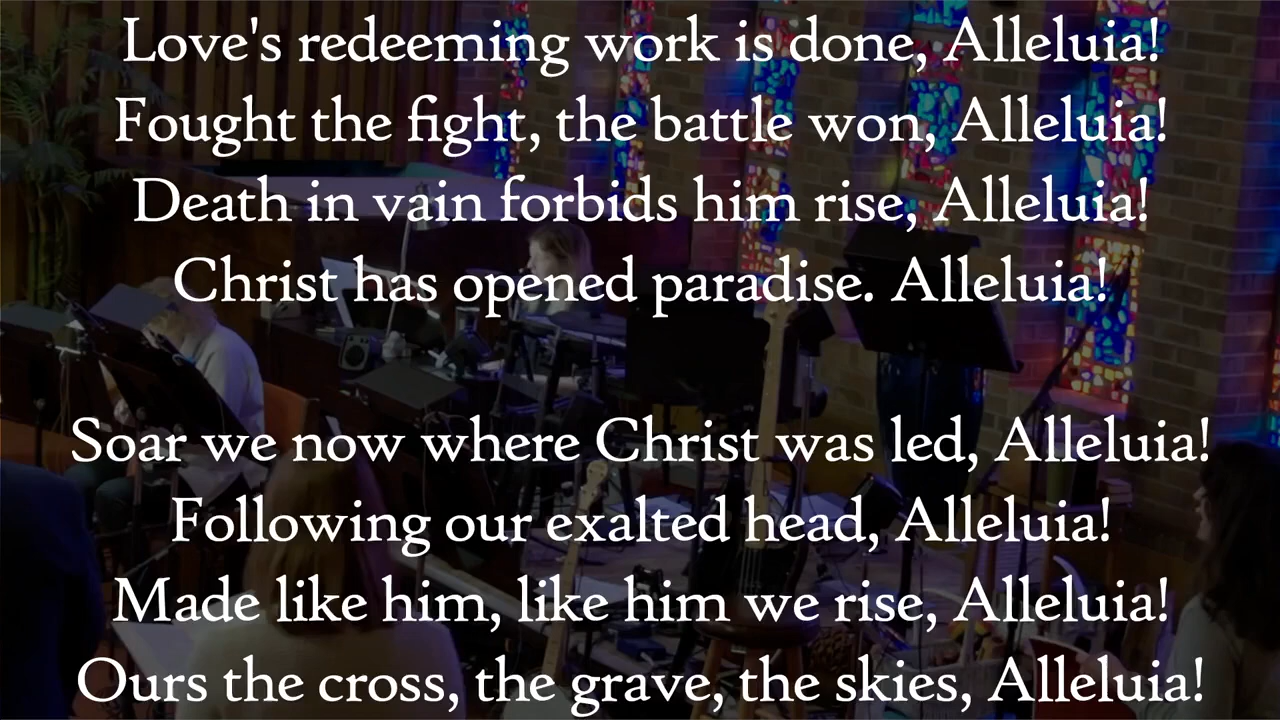 Love's redeeming work is done, Alleluia!
Fought the fight, the battle won, Alleluia!
Death in vain forbids him rise, Alleluia!
Christ has opened paradise. Alleluia!
Soar we now where Christ was led, Alleluia!
Following our exalted head, Alleluia!
Made like him, like him we rise, Alleluia!
Ours the cross, the grave, the skies, Alleluia!